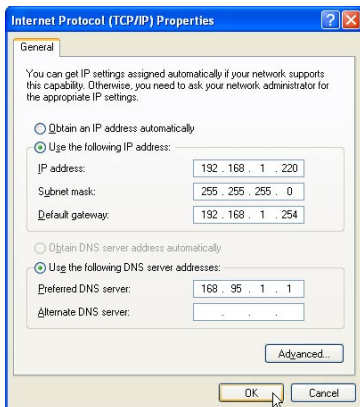 Internet Protocol (TCP/IP) Properties
General
You can get IP settings assigned automatically if your network supports
this capability. Otherwise, you need to ask your network administrator for
the appropriate IP settings.
Obtain an IP address automatically
Use the following IP address:
IP address: 192 . 168 . 1 . 220
Subnet mask: 255 . 255 . 255 . 0
Default gateway: 192 . 168 . 1 . 254
Obtain DNS server address automatically
Use the following DNS server addresses:
Preferred DNS server: 168 . 95 . 1 . 1
Alternate DNS server: . . .
Advanced...
OK Cancel